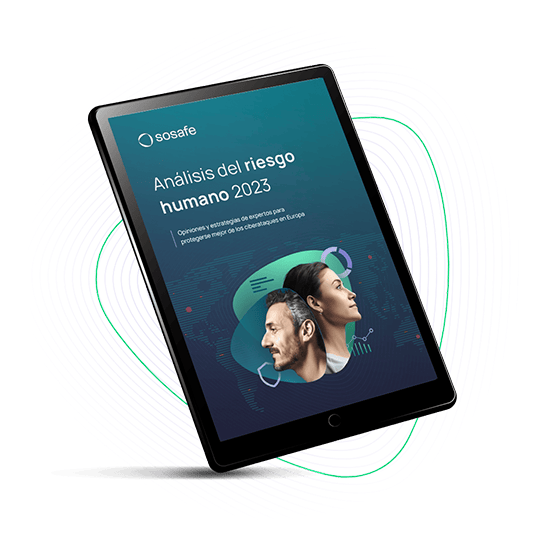 sosafe
Análisis del riesgo
humano 2023
Opiniones y estrategias de expertos para
protegerse mejor de los ciberataques en Europa